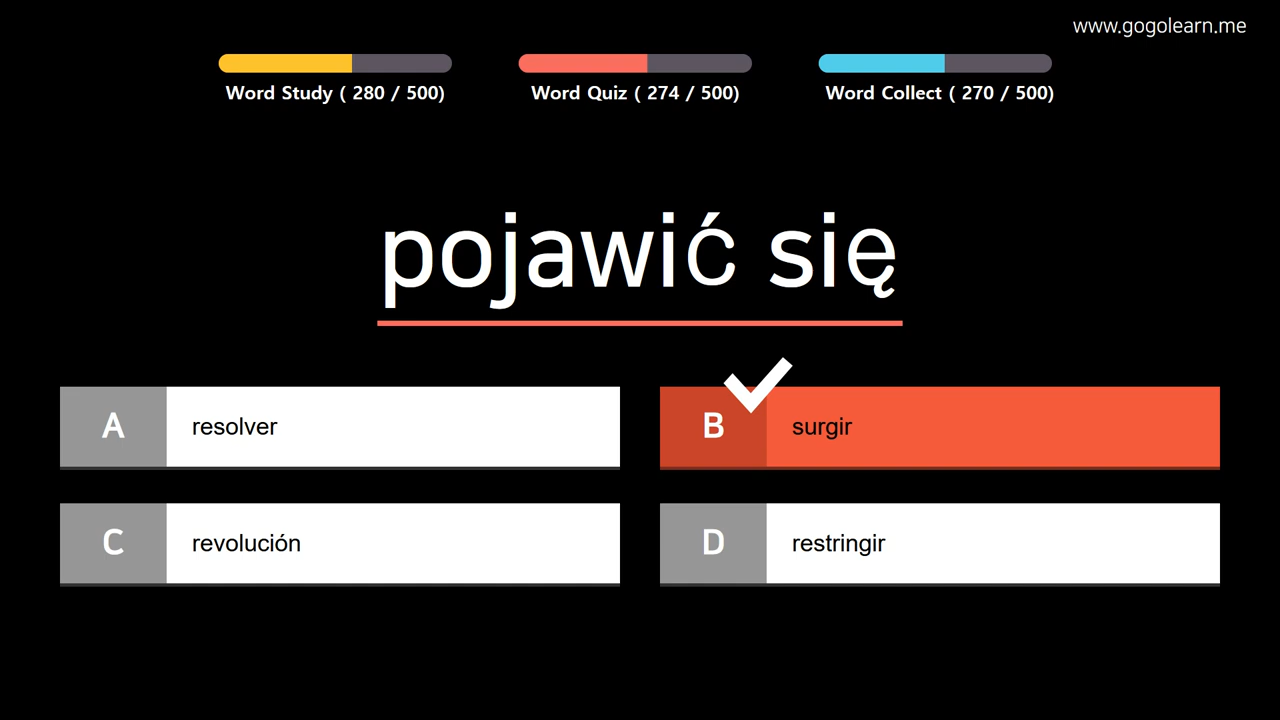 www.gogolearn.me
Word Study ( 280 / 500)
Word Quiz ( 274 / 500)
Word Collect ( 270 / 500)
pojawić się
A resolver
B surgir
C revolución
D restringir